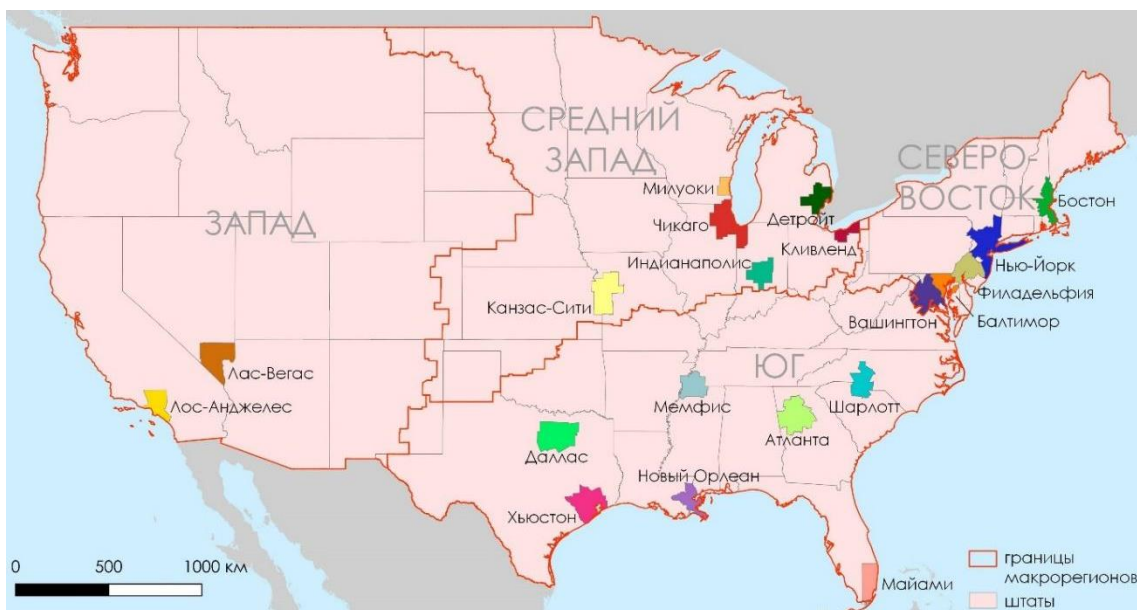 СРЕДНИЙ
ЗАПАД
СЕВЕРО-
ВОСТОК
ЗАПАД
Милуоки
Бостон
Чикаго
Детройт
Кливленд
Индианаполис
Нью-Йорк
Канзас-Сити
Филадельфия
Вашингтон
Балтимор
ЮГ
Лас-Вегас
Мемфис
Шарлотт
Лос-Анджелес
Атланта
Даллас
Новый Орлеан
Хьюстон
0 500 1000 км
границы
макрорегионов
Майами
штаты